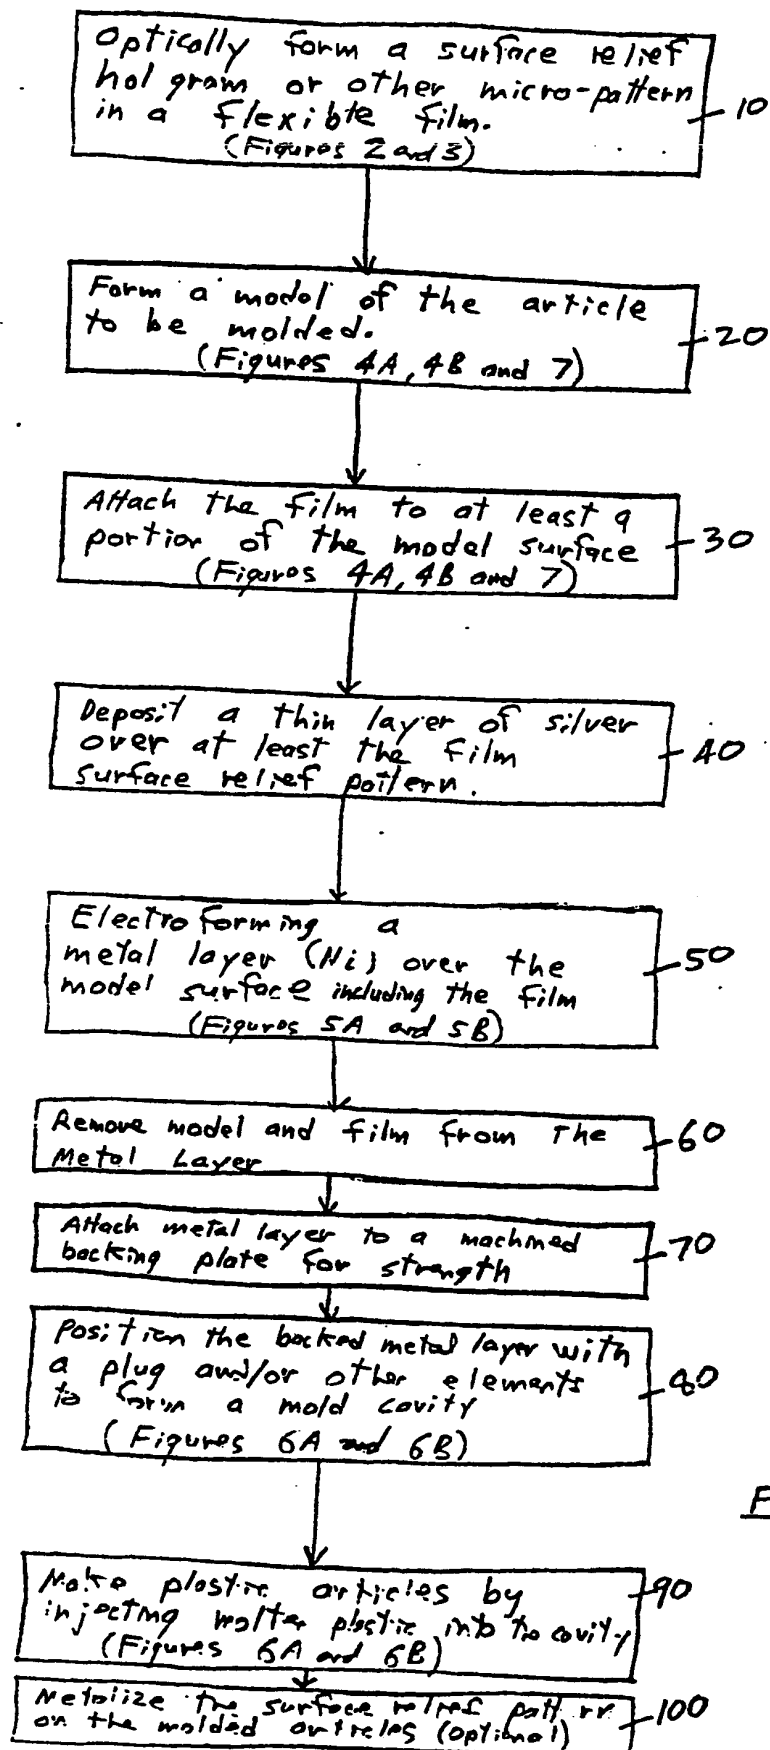 Optically form a surface relief
hologram or other micro-pattern
in a flexible film.
(Figures 2 and 3)
10
Form a model of the article
to be molded.
(Figures 4A, 4B and 7)
20
Attach the film to at least a
portion of the model surface
(Figures 4A, 4B and 7)
30
Deposit a thin layer of silver
over at least the film
surface relief pattern.
40
Electroforming a
metal layer (Ni) over the
model surface including the film
(Figures 5A and 5B)
50
Remove model and film from the
Metal Layer
60
Attach metal layer to a machined
backing plate for strength
70
Position the backed metal layer with
a plug and/or other elements
to form a mold cavity
(Figures 6A and 6B)
80
Make plastic articles by
injecting molten plastic into the cavity
(Figures 6A and 6B)
90
Metalize the surface relief pattern
on the molded articles (optional)
100
F